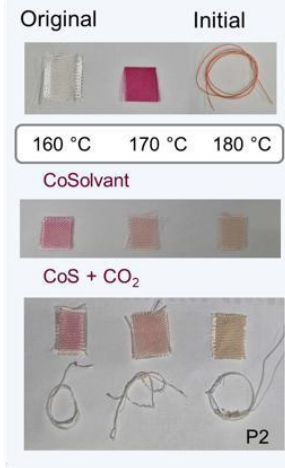 Original Initial
160 °C 170 °C 180 °C
CoSolvant
CoS + CO₂
P2